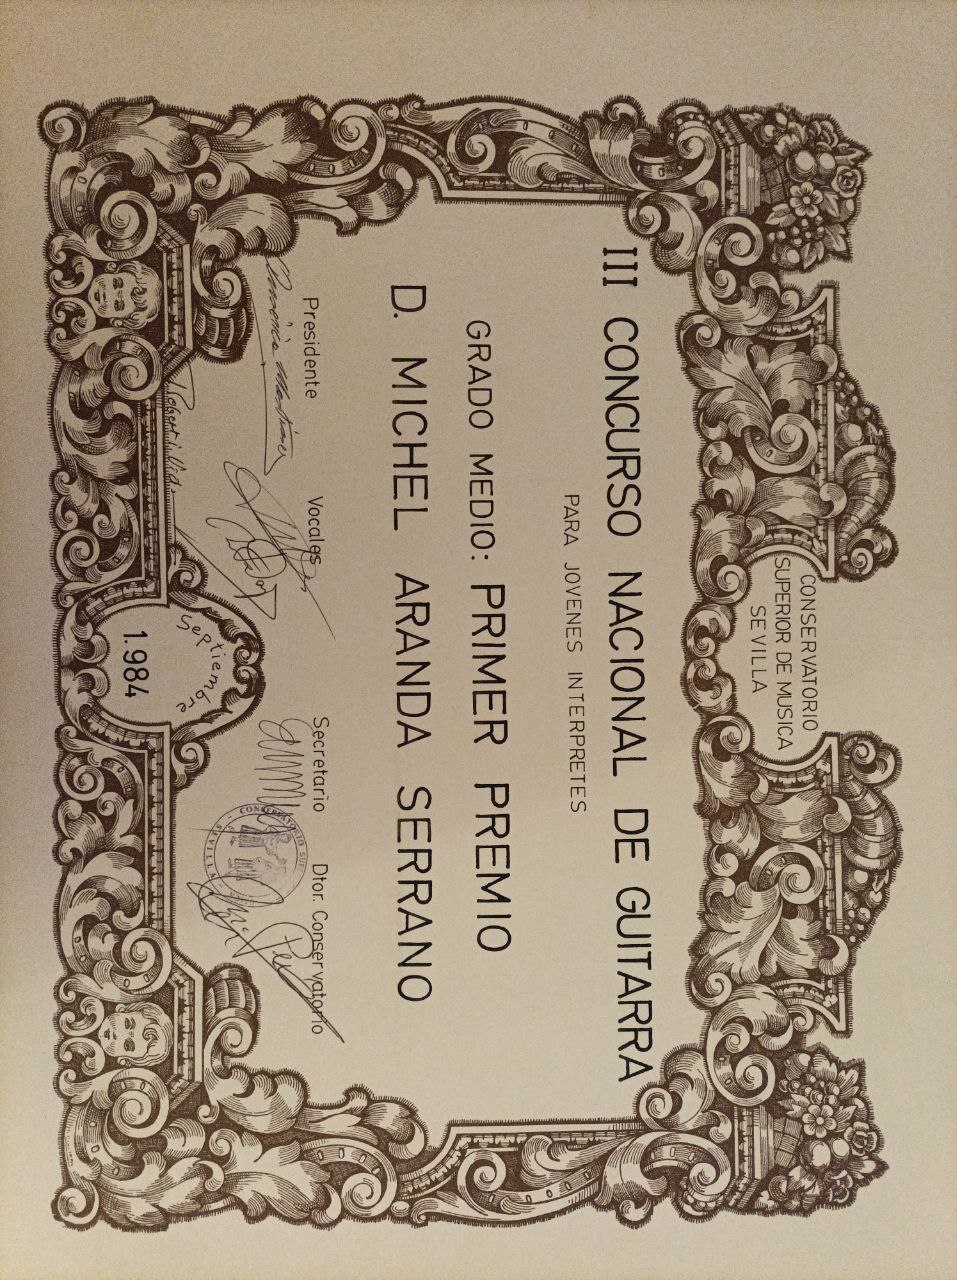 CONSERVATORIO
SUPERIOR DE MUSICA
SEVILLA
III CONCURSO NACIONAL DE GUITARRA
PARA JOVENES INTERPRETES
GRADO MEDIO: PRIMER PREMIO
D. MICHEL ARANDA SERRANO
Presidente Vocales Secretario Dtor. Conservatorio
Septiembre
1.984